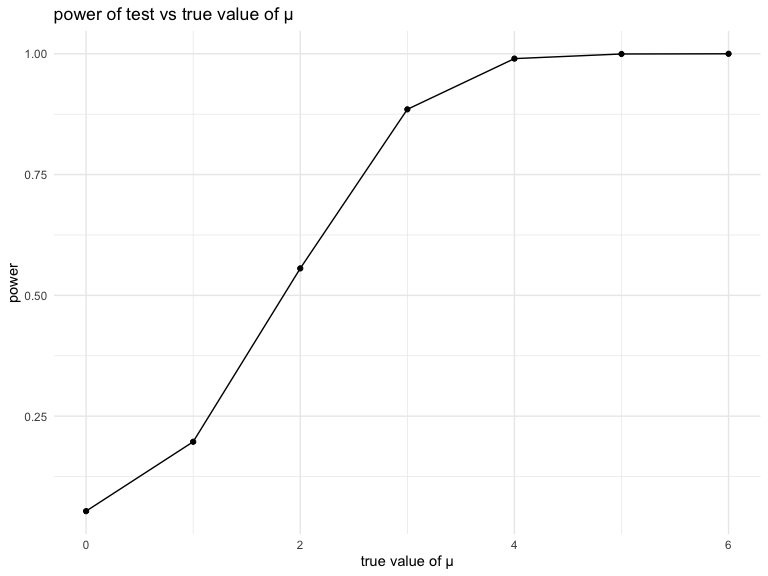 power of test vs true value of μ
1.00
0.75
0.50
0.25
power
0 2 4 6
true value of μ